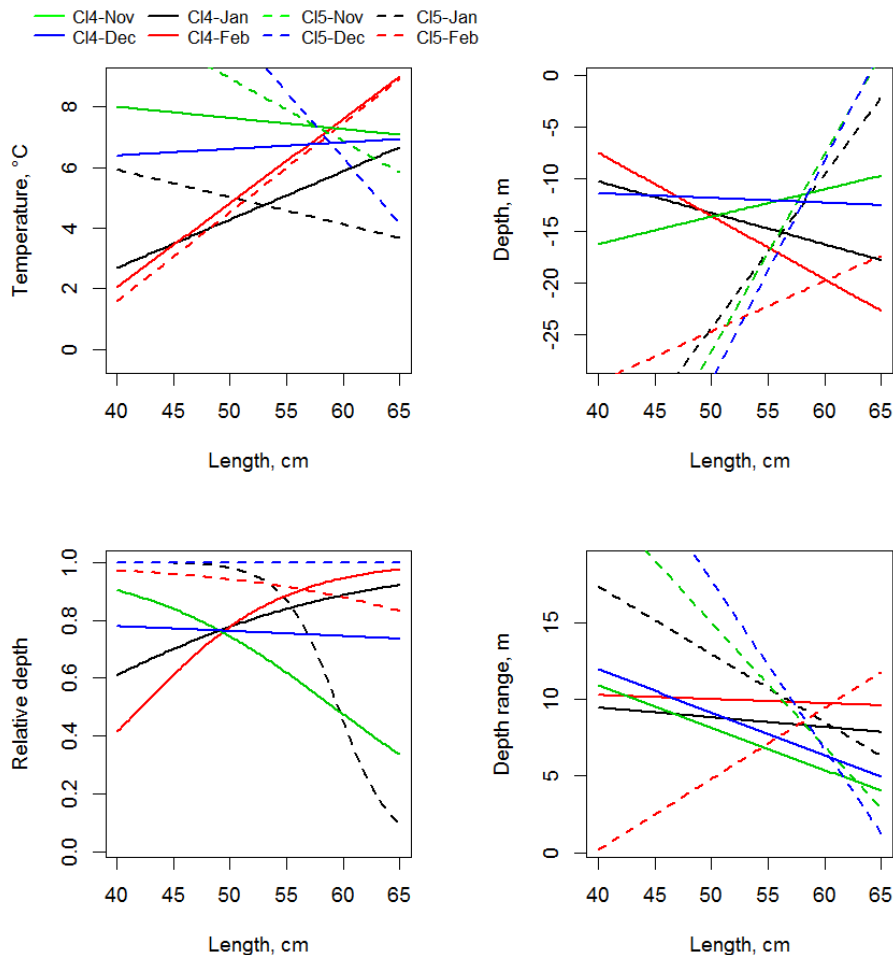 Cl4-Nov Cl4-Jan Cl5-Nov Cl5-Jan
Cl4-Dec Cl4-Feb Cl5-Dec Cl5-Feb
Temperature, °C
8
6
4
2
0
40 45 50 55 60 65
Length, cm
Depth, m
0
-5
-10
-15
-20
-25
40 45 50 55 60 65
Length, cm
Relative depth
1.0
0.8
0.6
0.4
0.2
0.0
40 45 50 55 60 65
Length, cm
Depth range, m
15
10
5
0
40 45 50 55 60 65
Length, cm